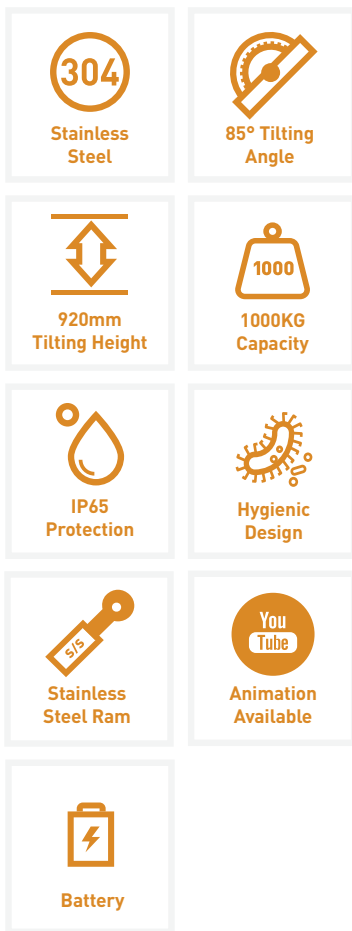 304
Stainless
Steel
85° Tilting
Angle
920mm
Tilting Height
1000
1000KG
Capacity
IP65
Protection
Hygienic
Design
S/S
Stainless
Steel Ram
You
Tube
Animation
Available
Battery